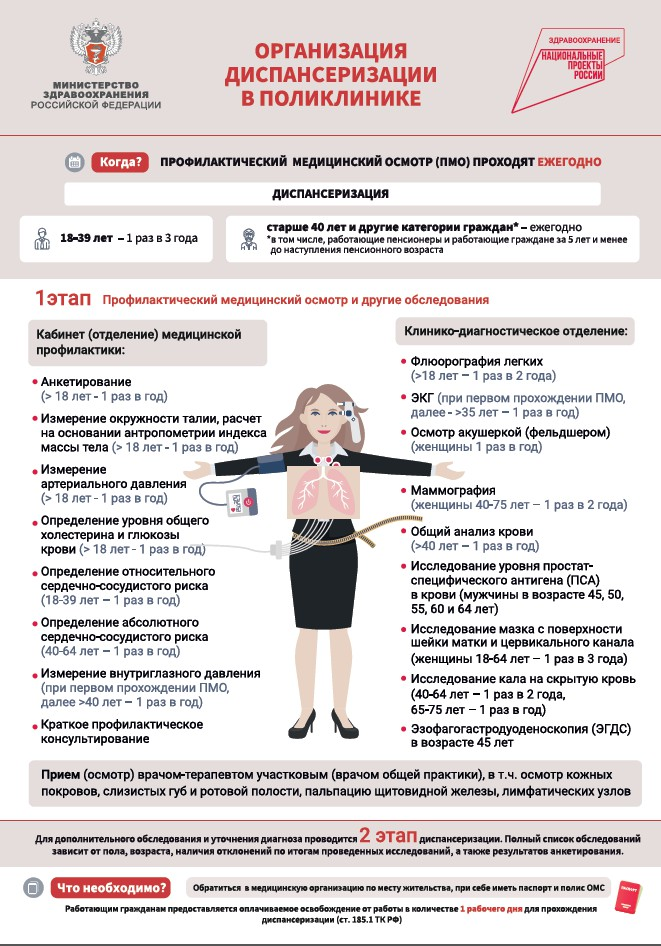 МИНИСТЕРСТВО
ЗДРАВООХРАНЕНИЯ
РОССИЙСКОЙ ФЕДЕРАЦИИ
ОРГАНИЗАЦИЯ
ДИСПАНСЕРИЗАЦИИ
В ПОЛИКЛИНИКЕ
ЗДРАВООХРАНЕНИЕ
НАЦИОНАЛЬНЫЕ
ПРОЕКТЫ
РОССИИ
Когда? ПРОФИЛАКТИЧЕСКИЙ МЕДИЦИНСКИЙ ОСМОТР (ПМО) ПРОХОДЯТ ЕЖЕГОДНО
ДИСПАНСЕРИЗАЦИЯ
18-39 лет – 1 раз в 3 года
старше 40 лет и другие категории граждан* – ежегодно
*в том числе, работающие пенсионеры и работающие граждане за 5 лет и менее
до наступления пенсионного возраста
1этап Профилактический медицинский осмотр и другие обследования
Кабинет (отделение) медицинской
профилактики:
• Анкетирование
(> 18 лет - 1 раз в год)
• Измерение окружности талии, расчет
на основании антропометрии индекса
массы тела (> 18 лет - 1 раз в год)
• Измерение
артериального давления
(> 18 лет - 1 раз в год)
• Определение уровня общего
холестерина и глюкозы
крови (> 18 лет - 1 раз в год)
• Определение относительного
сердечно-сосудистого риска
(18-39 лет – 1 раз в год)
• Определение абсолютного
сердечно-сосудистого риска
(40-64 лет – 1 раз в год)
• Измерение внутриглазного давления
(при первом прохождении ПМО,
далее >40 лет – 1 раз в год)
• Краткое профилактическое
консультирование
Клинико-диагностическое отделение:
• Флюорография легких
(>18 лет – 1 раз в 2 года)
• ЭКГ (при первом прохождении ПМО,
далее - >35 лет – 1 раз в год)
• Осмотр акушеркой (фельдшером)
(женщины 1 раз в год)
• Маммография
(женщины 40-75 лет – 1 раз в 2 года)
• Общий анализ крови
(>40 лет – 1 раз в год)
• Исследование уровня простат-
специфического антигена (ПСА)
в крови (мужчины в возрасте 45, 50,
55, 60 и 64 лет)
• Исследование мазка с поверхности
шейки матки и цервикального канала
(женщины 18-64 лет – 1 раз в 3 года)
• Исследование кала на скрытую кровь
(40-64 лет – 1 раз в 2 года,
65-75 лет – 1 раз в год)
• Эзофагогастродуоденоскопия (ЭГДС)
в возрасте 45 лет
Прием (осмотр) врачом-терапевтом участковым (врачом общей практики), в т.ч. осмотр кожных
покровов, слизистых губ и ротовой полости, пальпацию щитовидной железы, лимфатических узлов
Для дополнительного обследования и уточнения диагноза проводится 2 этап диспансеризации. Полный список обследований
зависит от пола, возраста, наличия отклонений по итогам проведенных исследований, а также результатов анкетирования.
Что необходимо? Обратиться в медицинскую организацию по месту жительства, при себе иметь паспорт и полис ОМС
Работающим гражданам предоставляется оплачиваемое освобождение от работы в количестве 1 рабочего дня для прохождения
диспансеризации (ст. 185.1 ТК РФ)